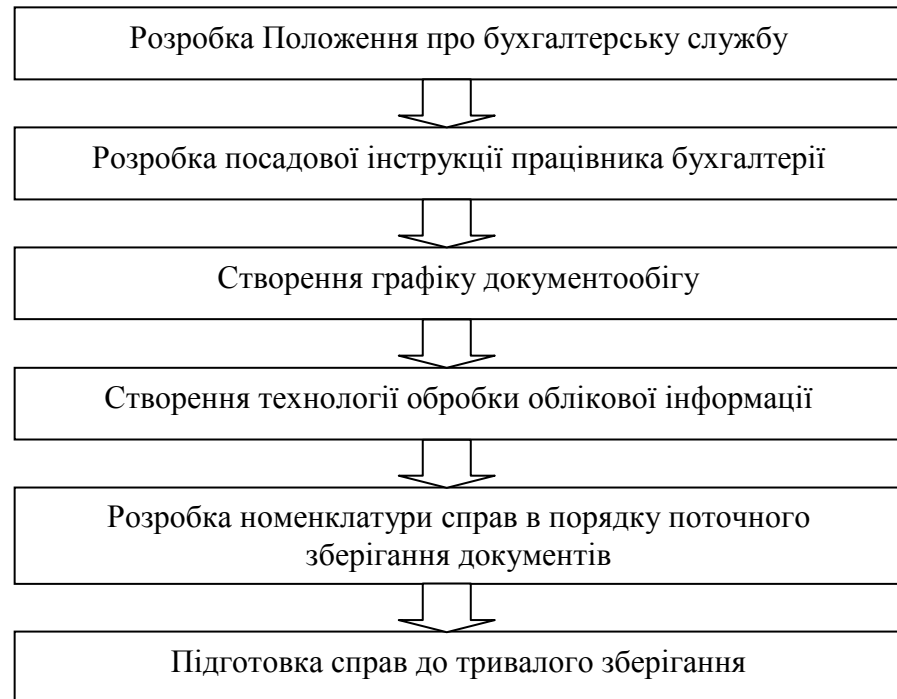 Розробка Положення про бухгалтерську службу
Розробка посадової інструкції працівника бухгалтерії
Створення графіку документообігу
Створення технології обробки облікової інформації
Розробка номенклатури справ в порядку поточного
зберігання документів
Підготовка справ до тривалого зберігання